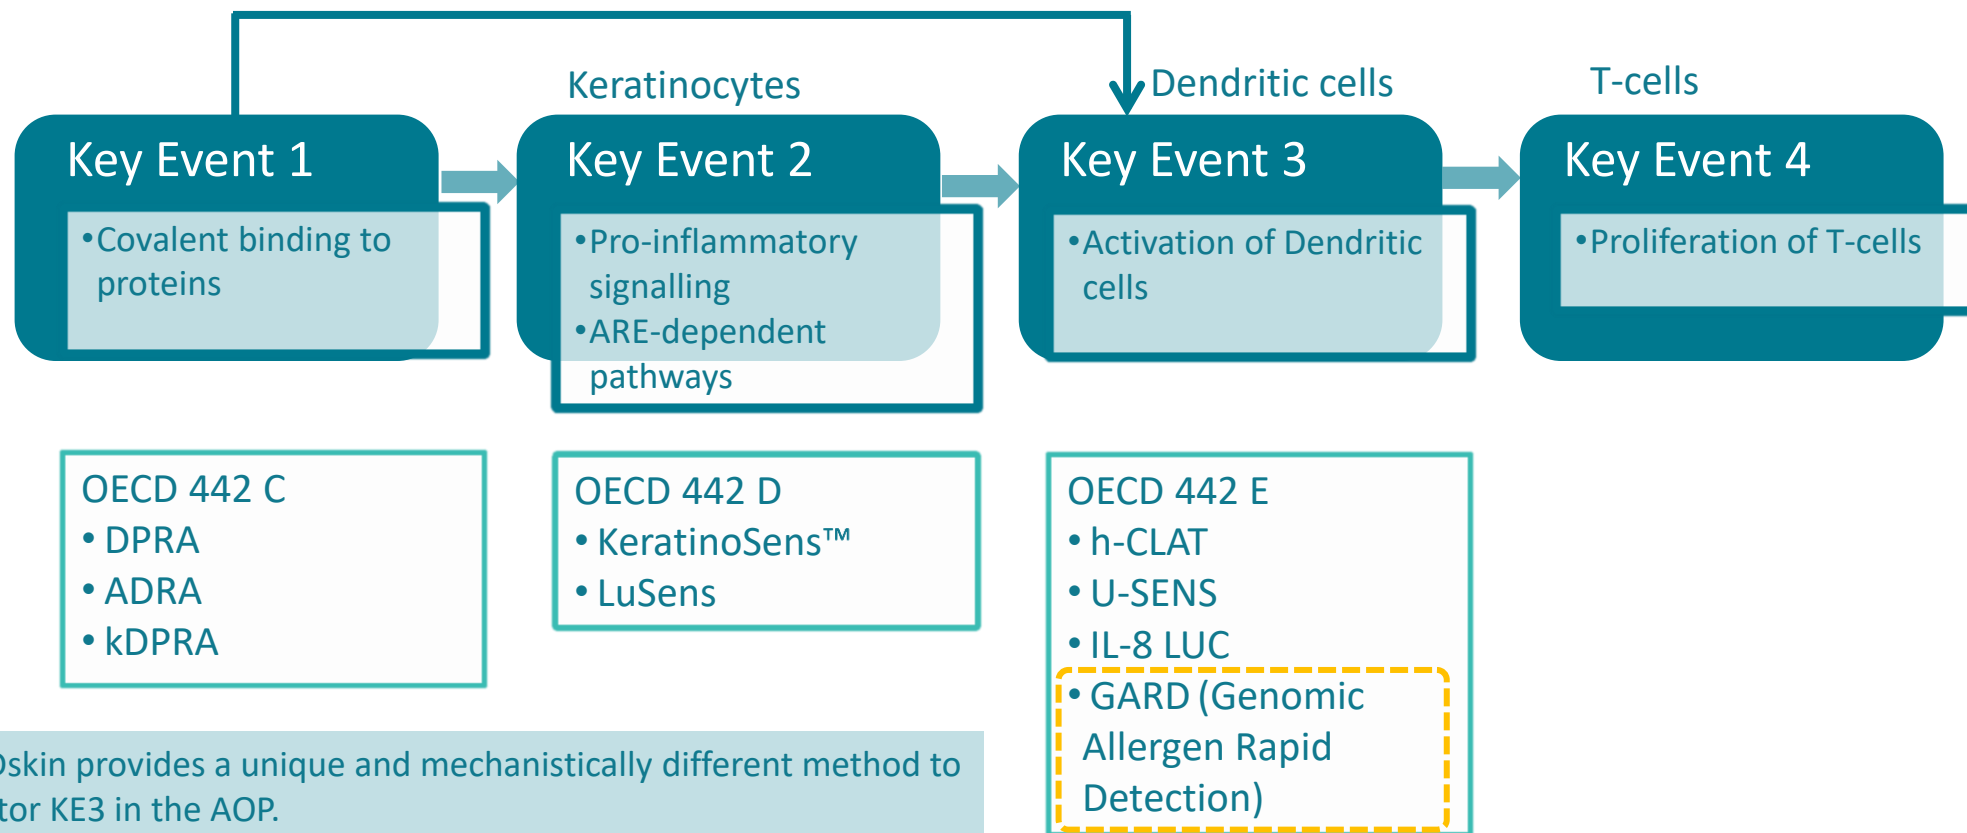 Keratinocytes
Dendritic cells
T-cells
Key Event 1
•Covalent binding to
proteins
Key Event 2
•Pro-inflammatory
signalling
•ARE-dependent
pathways
Key Event 3
•Activation of Dendritic
cells
Key Event 4
•Proliferation of T-cells
OECD 442 C
• DPRA
• ADRA
• kDPRA
OECD 442 D
• KeratinoSens™
• LuSens
OECD 442 E
• h-CLAT
• U-SENS
• IL-8 LUC
• GARD (Genomic
Allergen Rapid
Detection)
skin provides a unique and mechanistically different method to
tor KE3 in the AOP.